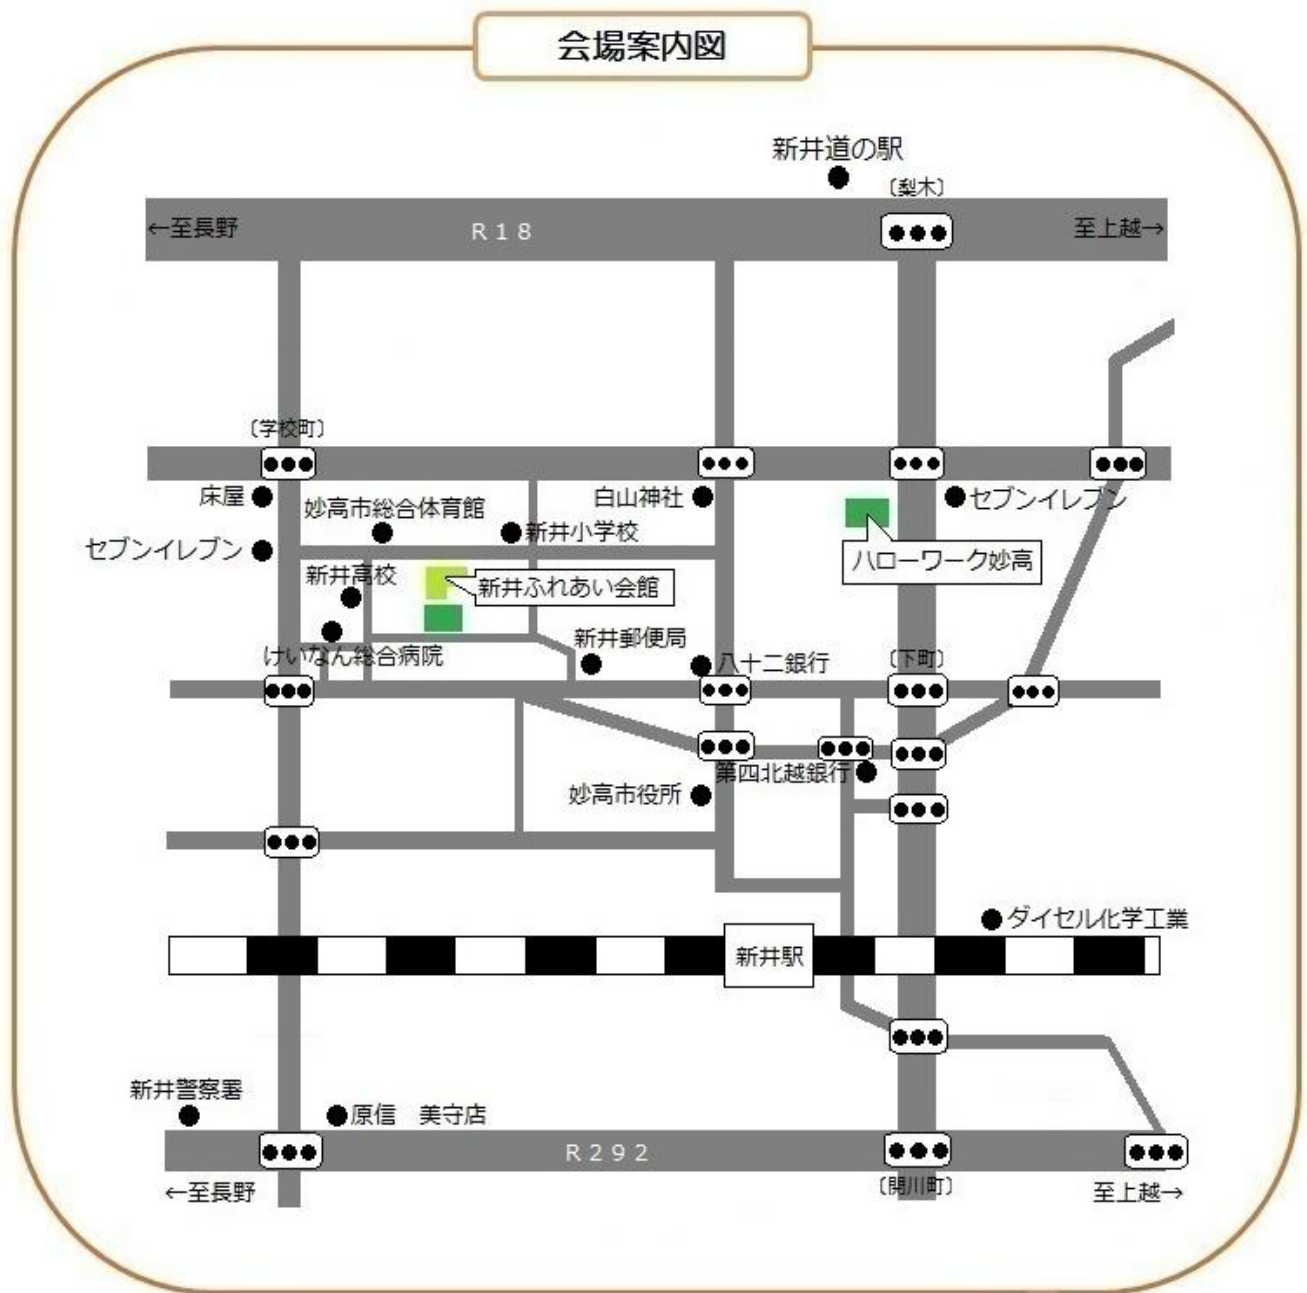 会場案内図
新井道の駅
〔梨木〕
←至長野
R18
至上越→
〔学校町〕
床屋
妙高市総合体育館
白山神社
セブンイレブン
新井小学校
セブンイレブン
ハローワーク妙高
新井高校
新井ふれあい会館
けいなん総合病院
新井郵便局
八十二銀行
〔下町〕
第四北越銀行
妙高市役所
ダイセル化学工業
新井駅
新井警察署
原信 美守店
R292
←至長野
〔関川町〕
至上越→